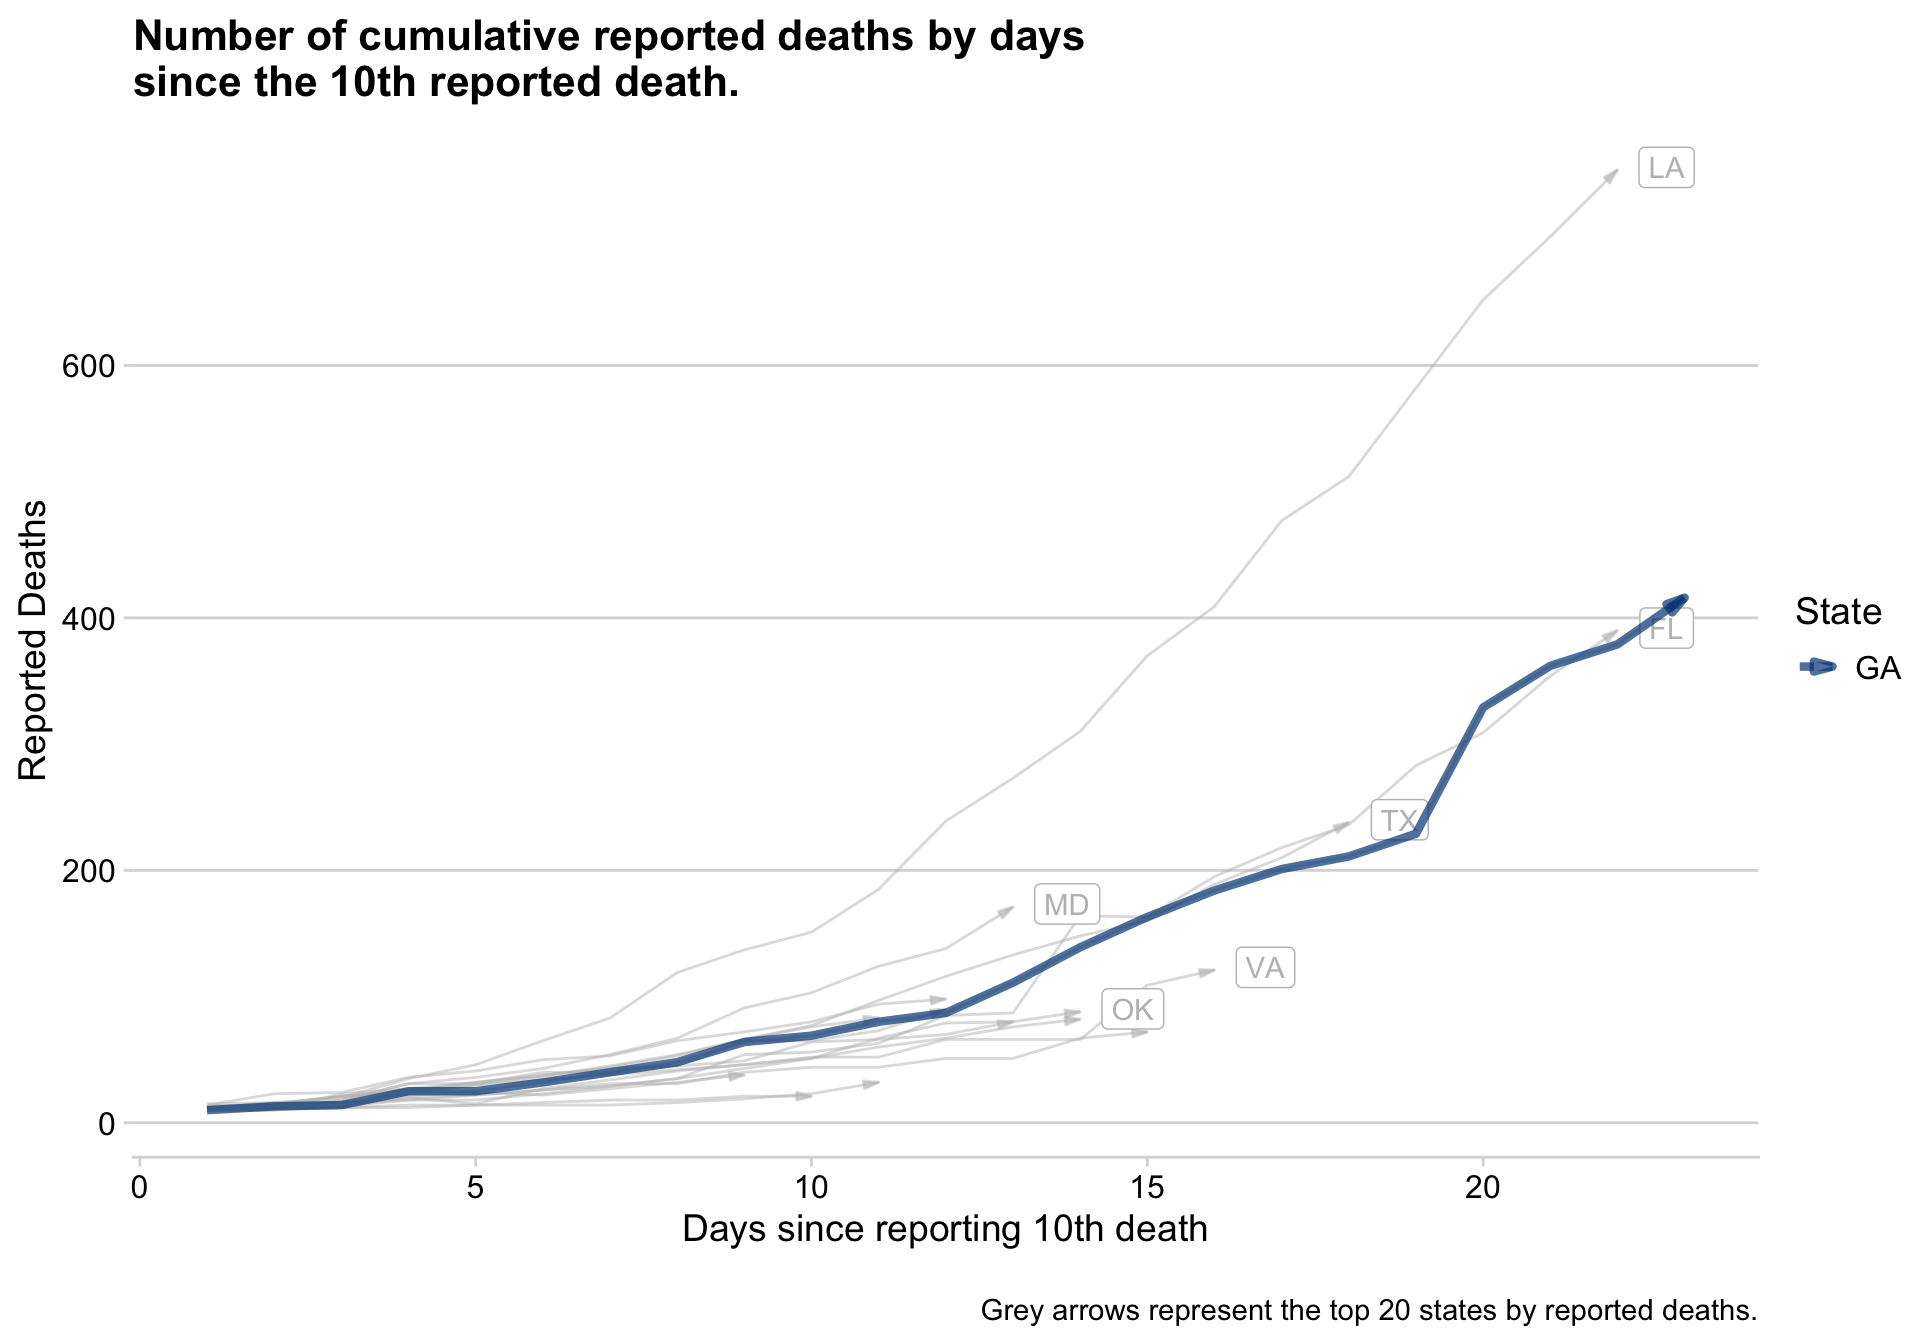 Number of cumulative reported deaths by days
since the 10th reported death.
LA
600
Reported Deaths
400
FL
State
GA
TX
200
MD
VA
OK
0
0 5 10 15 20
Days since reporting 10th death
Grey arrows represent the top 20 states by reported deaths.